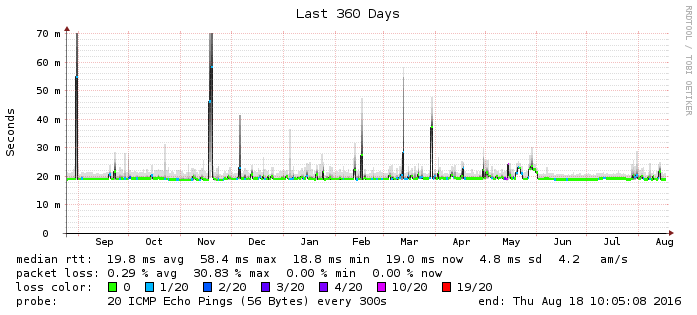 Last 360 Days
RRDTOOL / TOBI OETIKER
Seconds
70 m
60 m
50 m
40 m
30 m
20 m
10 m
0
Sep Oct Nov Dec Jan Feb Mar Apr May Jun Jul Aug
median rtt: 19.8 ms avg 58.4 ms max 18.8 ms min 19.0 ms now 4.8 ms sd 4.2 am/s
packet loss: 0.29 % avg 30.83 % max 0.00 % min 0.00 % now
loss color: 0 1/20 2/20 3/20 4/20 10/20 19/20
probe: 20 ICMP Echo Pings (56 Bytes) every 300s end: Thu Aug 18 10:05:08 2016